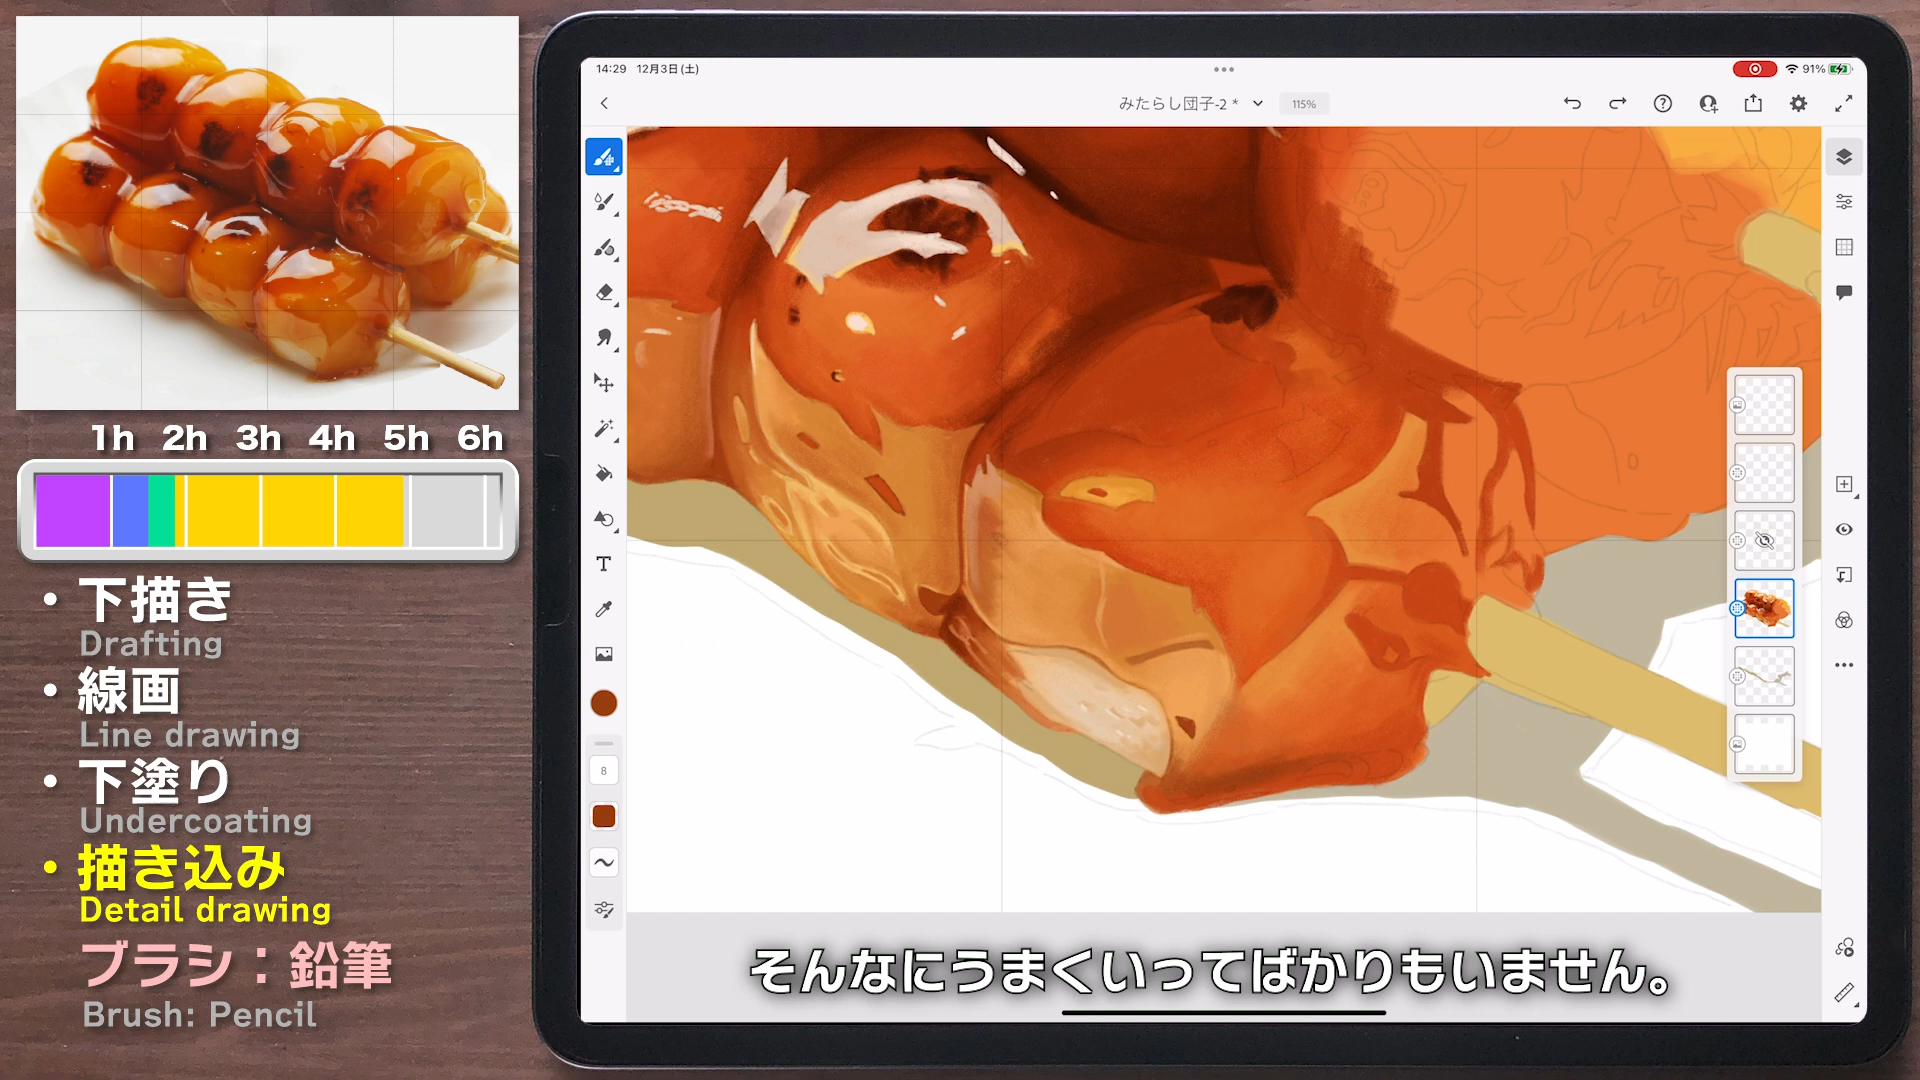 1h 2h 3h 4h 5h 6h
・下描き
Drafting
・線画
Line drawing
・下塗り
Undercoating
・描き込み
Detail drawing
ブラシ：鉛筆
Brush: Pencil
14:29 12月3日(土)
91%
みたらし団子-2 *
115%
T
8
そんなにうまくいってばかりもいません。